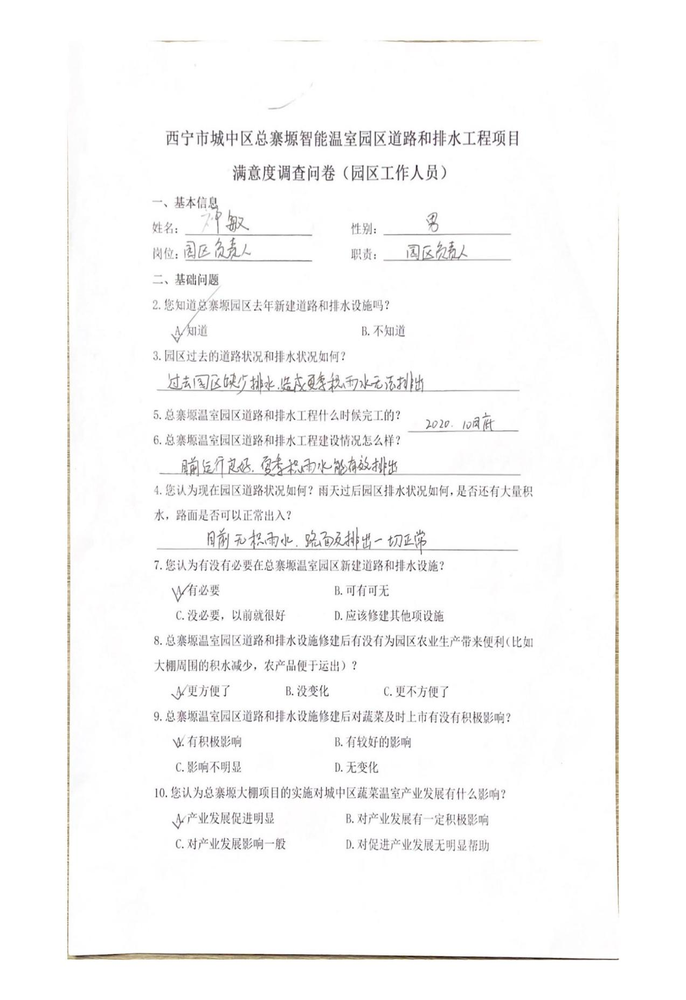 西宁市城中区总寨塬智能温室园区道路和排水工程项目
满意度调查问卷（园区工作人员）
一、基本信息
姓名： 敏 性别： 男
岗位：园区负责人 职责： 园区负责人
二、基础问题
2.您知道总寨塬园区去年新建道路和排水设施吗？
A.知道 B.不知道
3.园区过去的道路状况和排水状况如何？
过去园区缺少排水.造成夏季积雨水无法排出
5.总寨塬温室园区道路和排水工程什么时候完工的？ 2020.10月底
6.总寨塬温室园区道路和排水工程建设情况怎么样？
目前运行良好.夏季积雨水能有效排出
4.您认为现在园区道路状况如何？雨天过后园区排水状况如何，是否还有大量积
水，路面是否可以正常出入？
目前无积雨水.路面及排出一切正常
7.您认为有没有必要在总寨塬温室园区新建道路和排水设施？
A.有必要 B.可有可无
C.没必要，以前就很好 D.应该修建其他项设施
8.总寨塬温室园区道路和排水设施修建后有没有为园区农业生产带来便利（比如
大棚周围的积水减少，农产品便于运出）？
A.更方便了 B.没变化 C.更不方便了
9.总寨塬温室园区道路和排水设施修建后对蔬菜及时上市有没有积极影响？
A.有积极影响 B.有较好的影响
C.影响不明显 D.无变化
10.您认为总寨塬大棚项目的实施对城中区蔬菜温室产业发展有什么影响？
A.产业发展促进明显 B.对产业发展有一定积极影响
C.对产业发展影响一般 D.对促进产业发展无明显帮助